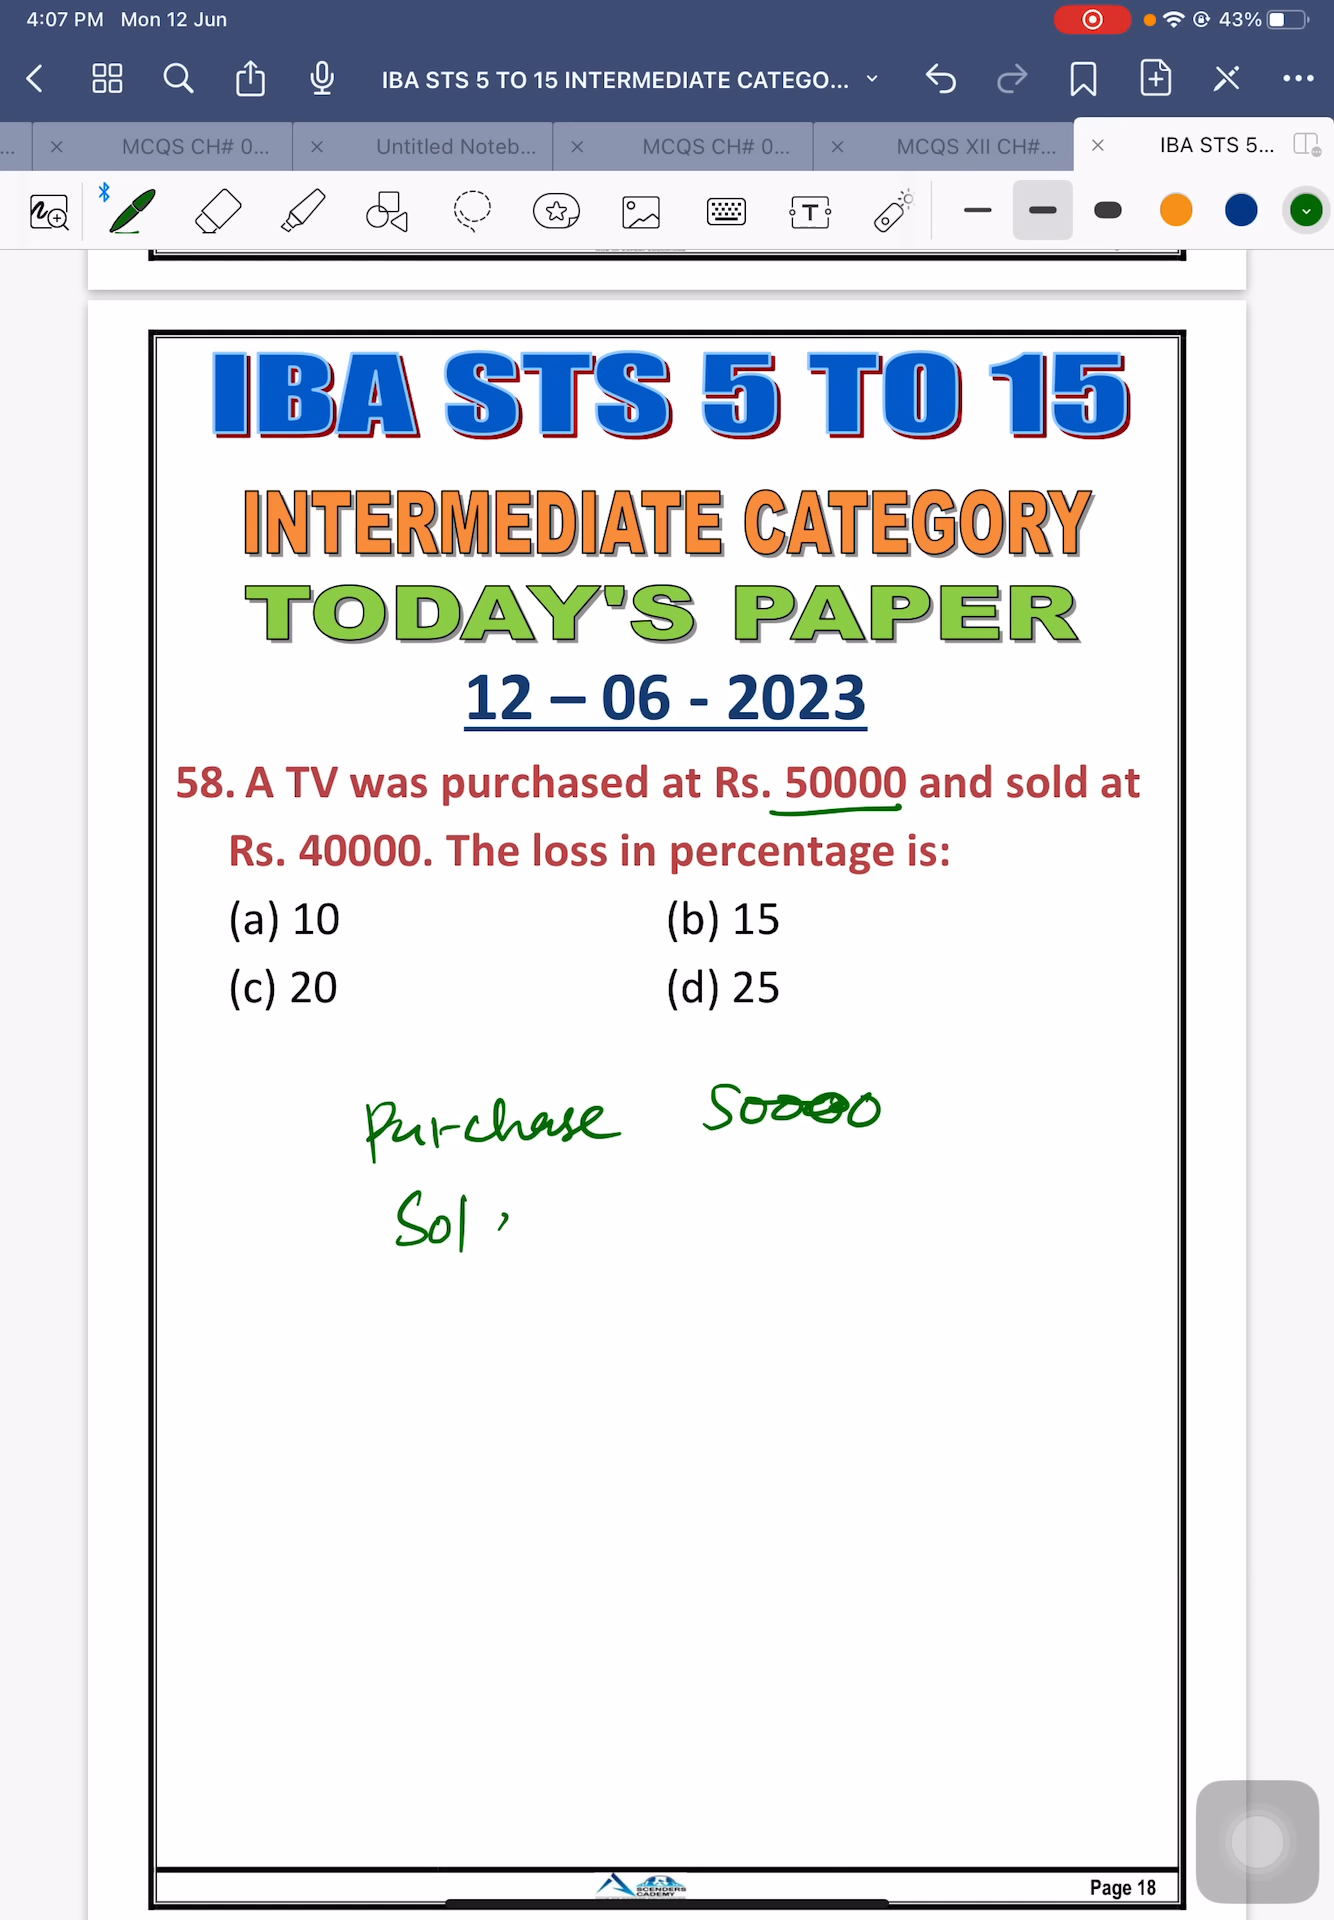 4:07 PM Mon 12 Jun 43%
IBA STS 5 TO 15 INTERMEDIATE CATEGO...
... MCQS CH# 0... Untitled Noteb... MCQS CH# 0... MCQS XII CH#... IBA STS 5...
IBA STS 5 TO 15
INTERMEDIATE CATEGORY
TODAY'S PAPER
12 – 06 - 2023
58. A TV was purchased at Rs. 50000 and sold at
Rs. 40000. The loss in percentage is:
(a) 10 (b) 15
(c) 20 (d) 25
Purchase 50000
Sol
SCENDERS
CADEMY
Page 18